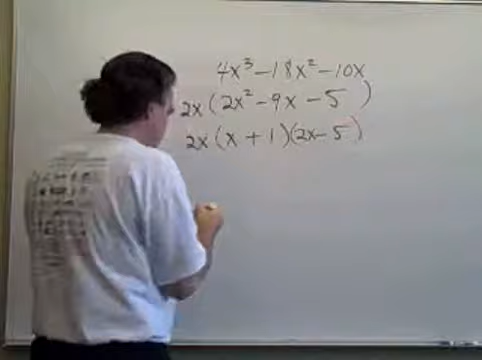 4x³ – 18x² – 10x
2x ( 2x² – 9x – 5 )
2x ( x + 1 )(2x – 5 )